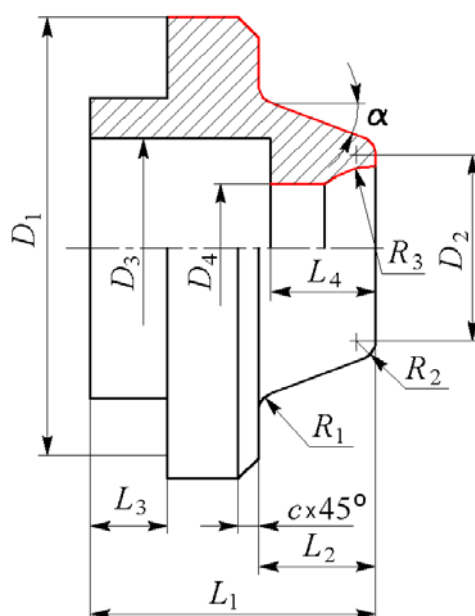 α
D₁
D₃
D₄
L₄
R₃
D₂
R₂
R₁
L₃
c×45°
L₂
L₁